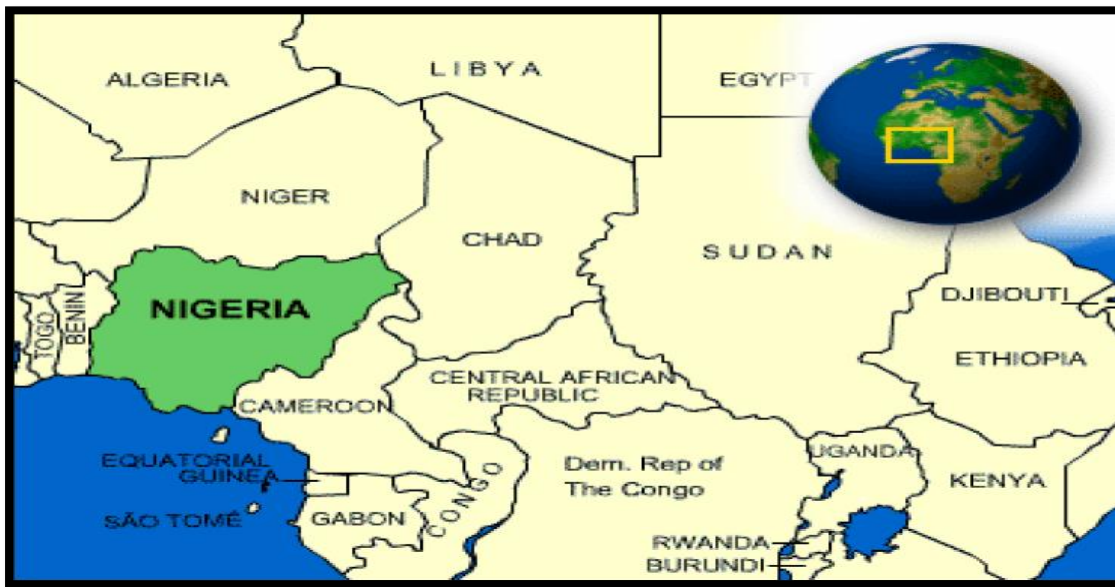 ALGERIA
LIBYA
EGYPT
NIGER
CHAD
SUDAN
NIGERIA
TOGO
BENIN
DJIBOUTI
ETHIOPIA
CENTRAL AFRICAN
REPUBLIC
CAMEROON
UGANDA
EQUATORIAL
GUINEA
Dem. Rep of
The Congo
KENYA
CONGO
SÃO TOMÉ
GABON
RWANDA
BURUNDI